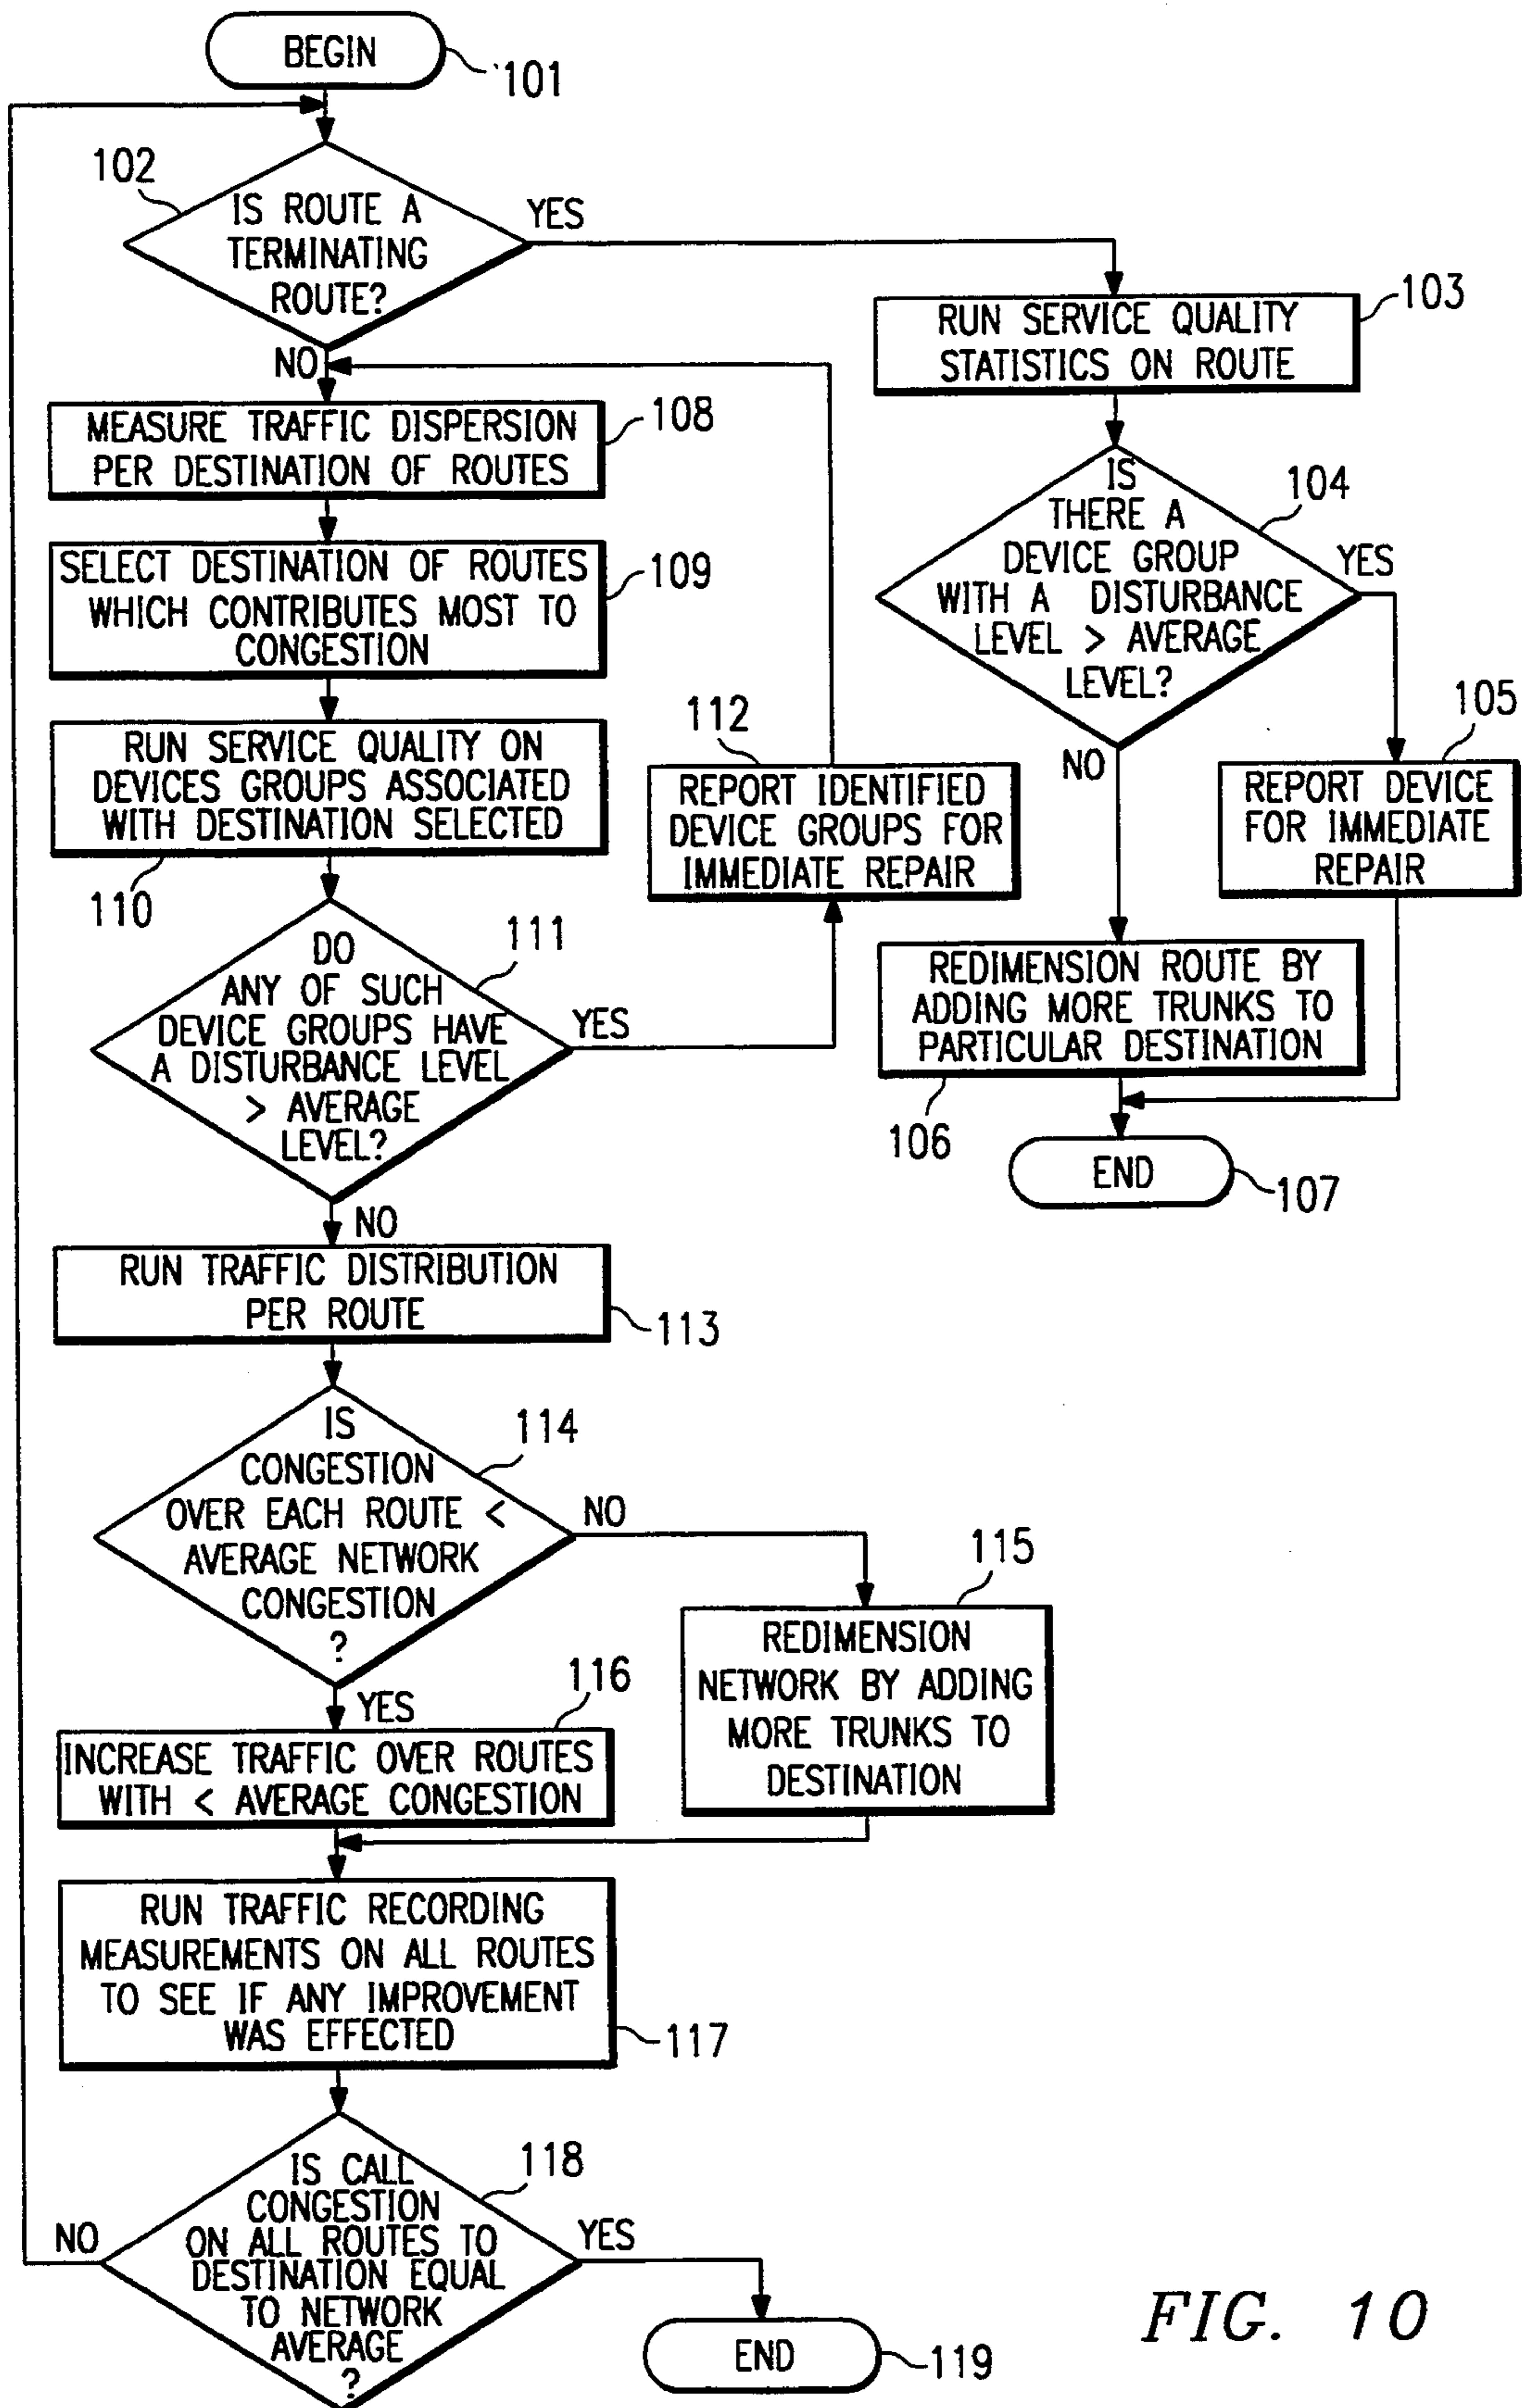 BEGIN
101
102
IS ROUTE A
TERMINATING
ROUTE?
YES
NO
103
RUN SERVICE QUALITY
STATISTICS ON ROUTE
MEASURE TRAFFIC DISPERSION
PER DESTINATION OF ROUTES
108
IS
THERE A
DEVICE GROUP
WITH A DISTURBANCE
LEVEL > AVERAGE
LEVEL?
104
YES
NO
SELECT DESTINATION OF ROUTES
WHICH CONTRIBUTES MOST TO
CONGESTION
109
RUN SERVICE QUALITY ON
DEVICES GROUPS ASSOCIATED
WITH DESTINATION SELECTED
110
112
REPORT IDENTIFIED
DEVICE GROUPS FOR
IMMEDIATE REPAIR
105
REPORT DEVICE
FOR IMMEDIATE
REPAIR
DO
ANY OF SUCH
DEVICE GROUPS HAVE
A DISTURBANCE LEVEL
> AVERAGE
LEVEL?
111
YES
NO
REDIMENSION ROUTE BY
ADDING MORE TRUNKS TO
PARTICULAR DESTINATION
106
END
107
RUN TRAFFIC DISTRIBUTION
PER ROUTE
113
IS
CONGESTION
OVER EACH ROUTE <
AVERAGE NETWORK
CONGESTION
?
114
NO
YES
115
REDIMENSION
NETWORK BY ADDING
MORE TRUNKS TO
DESTINATION
116
INCREASE TRAFFIC OVER ROUTES
WITH < AVERAGE CONGESTION
RUN TRAFFIC RECORDING
MEASUREMENTS ON ALL ROUTES
TO SEE IF ANY IMPROVEMENT
WAS EFFECTED
117
IS CALL
CONGESTION
ON ALL ROUTES TO
DESTINATION EQUAL
TO NETWORK
AVERAGE
?
118
NO
YES
END
119
FIG. 10